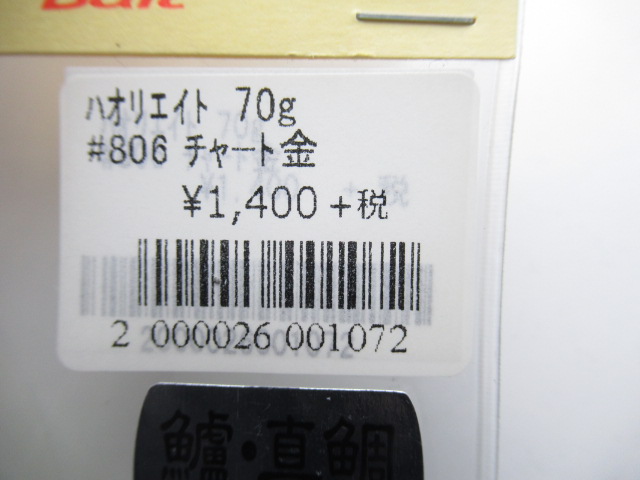 Bait
ハオリエイト 70g
#806 チャート金
¥1,400+税
2 000026 001072
鱸・真鯛